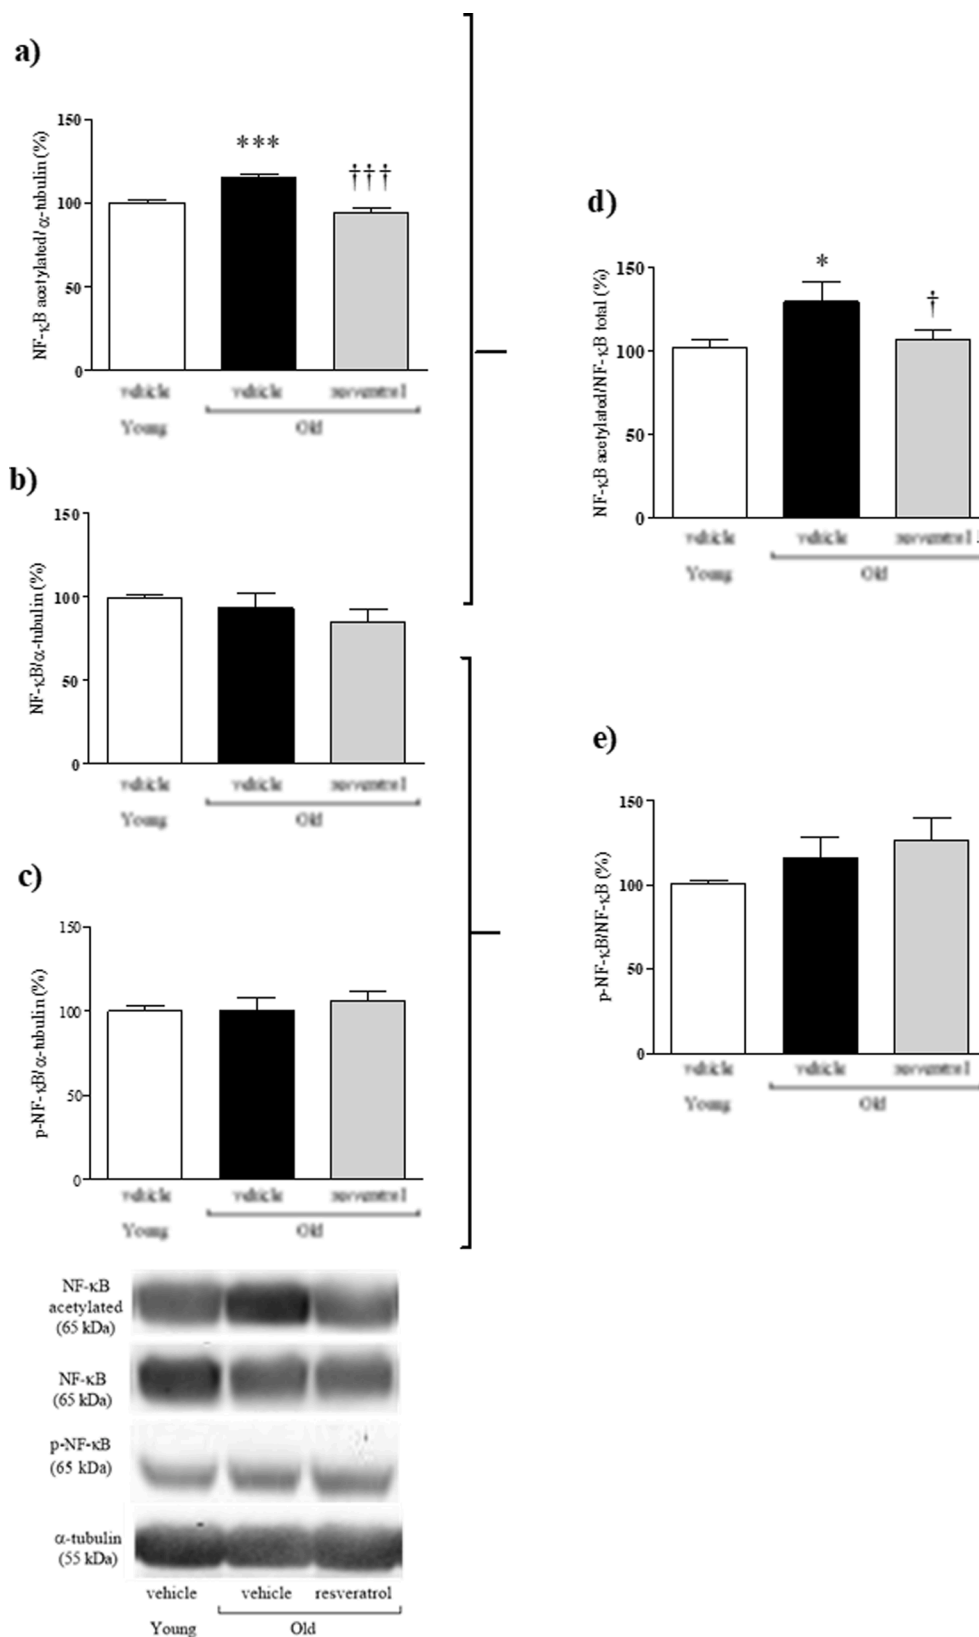 a)
NF-κB acetylated/ α-tubulin (%)
150
100
50
0
***
†††
vehicle
vehicle
resveratrol
Young
Old
b)
NF-κB/α-tubulin (%)
150
100
50
0
vehicle
vehicle
resveratrol
Young
Old
c)
p-NF-κB/ α-tubulin (%)
150
100
50
0
vehicle
vehicle
resveratrol
Young
Old
d)
NF-κB acetylated/NF-κB total (%)
150
100
50
0
*
†
vehicle
vehicle
resveratrol
Young
Old
e)
p-NF-κB/NF-κB (%)
150
100
50
0
vehicle
vehicle
resveratrol
Young
Old
NF-κB
acetylated
(65 kDa)
NF-κB
(65 kDa)
p-NF-κB
(65 kDa)
α-tubulin
(55 kDa)
vehicle vehicle resveratrol
Young Old